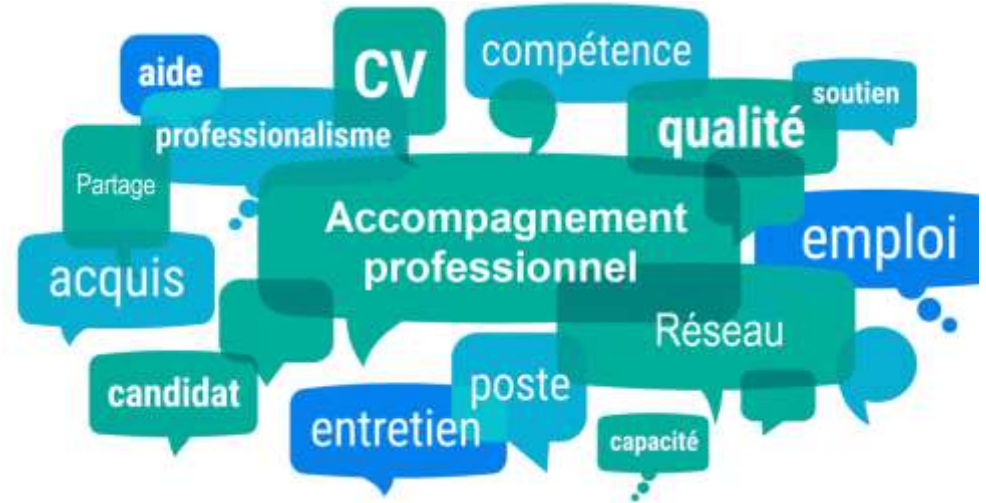 CV
compétence
aide
soutien
professionalisme
qualité
Partage
Accompagnement
professionnel
emploi
acquis
Réseau
candidat
poste
entretien
capacité